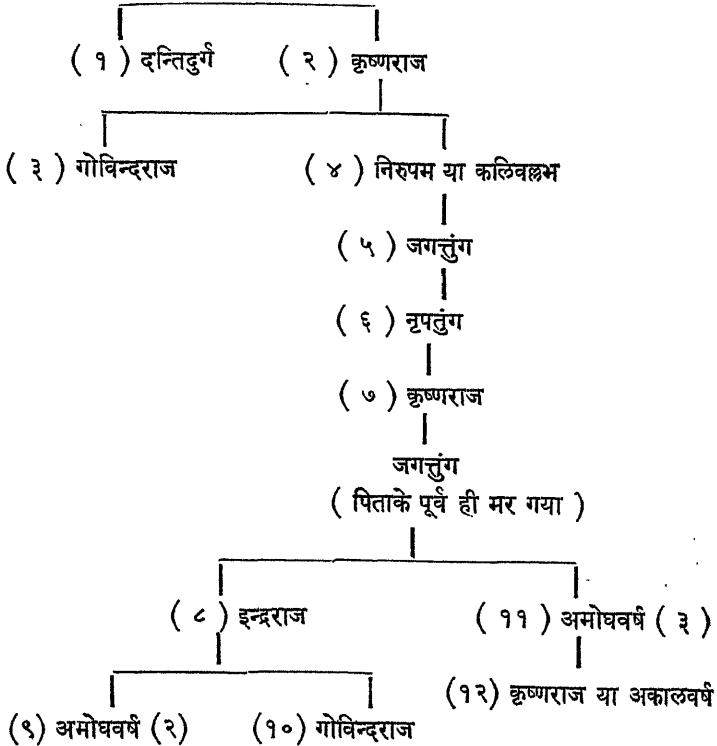 ( १ ) दन्तिदुर्ग ( २ ) कृष्णराज
( ३ ) गोविन्दराज ( ४ ) निरुपम या कलिवल्लभ
( ५ ) जगत्तुंग
( ६ ) नृपतुंग
( ७ ) कृष्णराज
जगत्तुंग
( पिताके पूर्व ही मर गया )
( ८ ) इन्द्रराज ( ११ ) अमोघवर्ष ( ३ )
(१२) कृष्णराज या अकालवर्ष
(९) अमोघवर्ष (२) (१०) गोविन्दराज